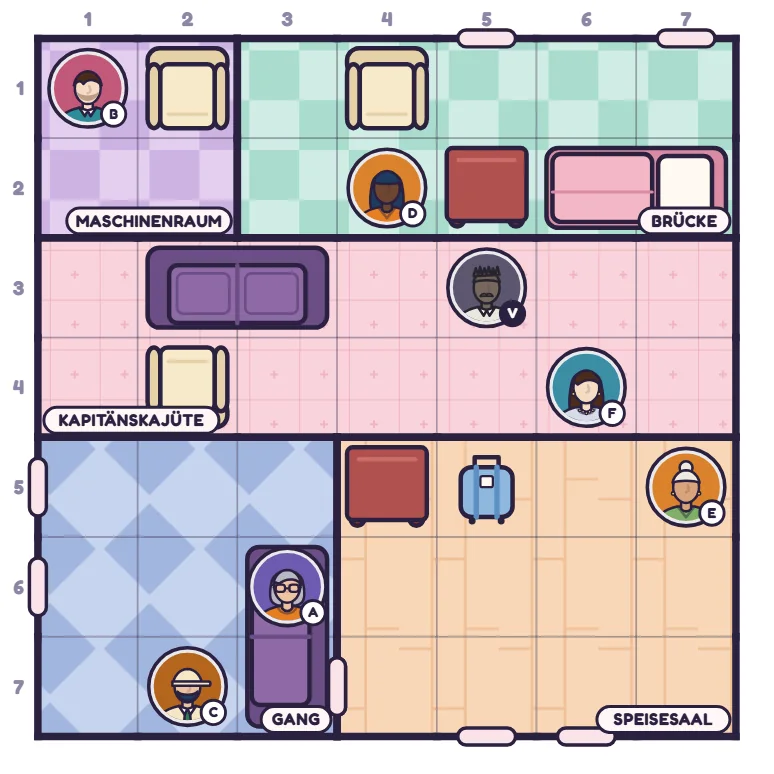 1 2 3 4 5 6 7
1
B
D
2
MASCHINENRAUM
BRÜCKE
3
V
4
F
KAPITÄNSKAJÜTE
5
E
6
A
7
C
GANG
SPEISESAAL